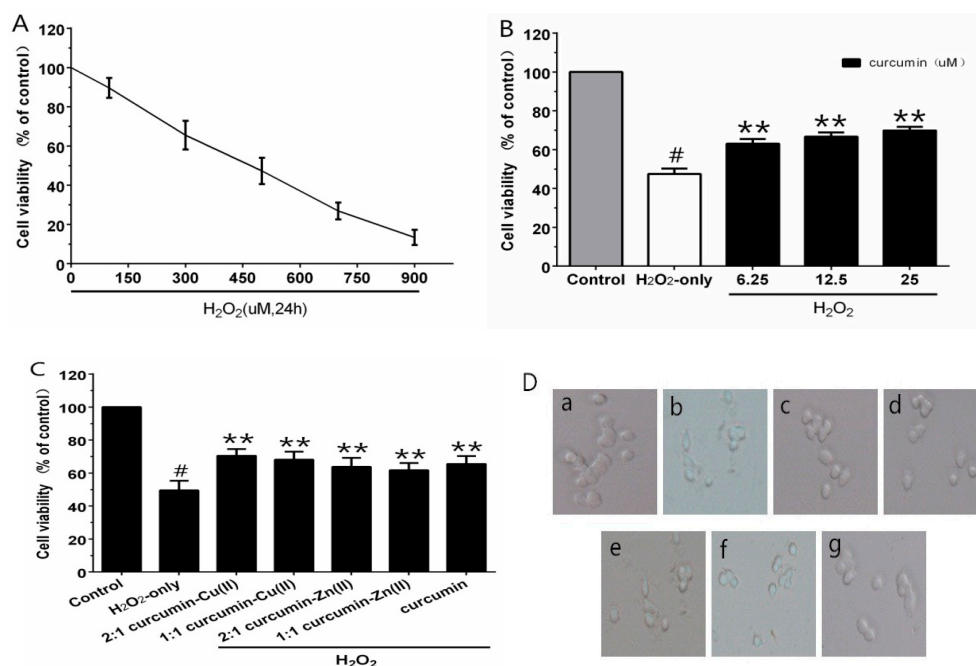 A
Cell viability (% of control)
120
100
80
60
40
20
0
0 150 300 450 600 750 900
H₂O₂(uM,24h)
B
Cell viability (% of control)
120
100
80
60
40
20
0
curcumin (uM)
#
**
**
**
Control H₂O₂-only 6.25 12.5 25
H₂O₂
C
Cell viability (% of control)
120
100
80
60
40
20
0
#
**
**
**
**
**
Control
H₂O₂-only
2:1 curcumin-Cu(II)
1:1 curcumin-Cu(II)
2:1 curcumin-Zn(II)
1:1 curcumin-Zn(II)
curcumin
H₂O₂
D
a b c d
e f g